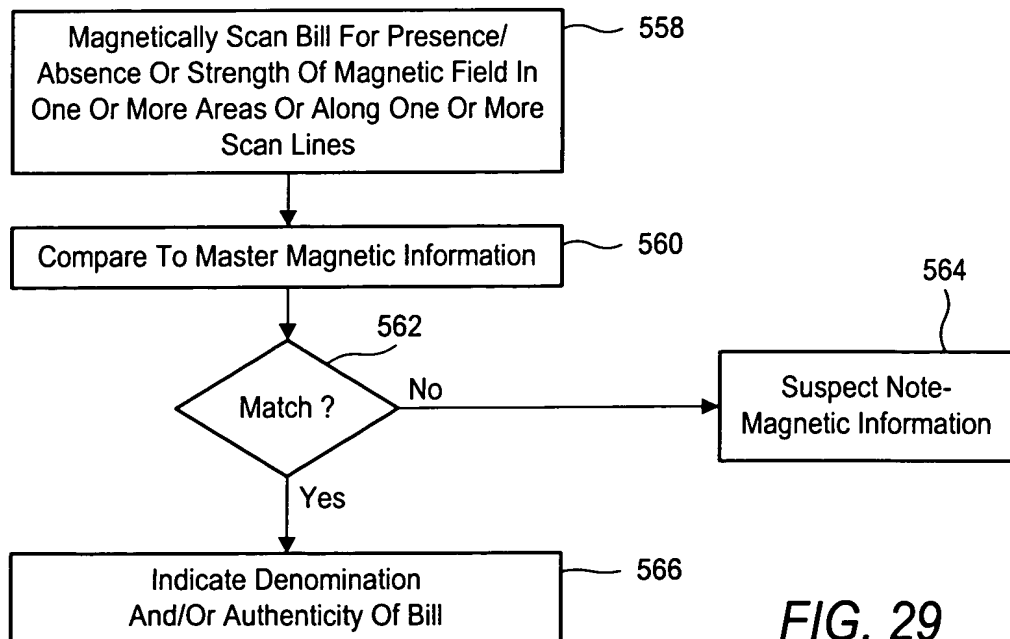 Magnetically Scan Bill For Presence/
Absence Or Strength Of Magnetic Field In
One Or More Areas Or Along One Or More
Scan Lines
558
Compare To Master Magnetic Information
560
562
Match ?
No
564
Suspect Note-
Magnetic Information
Yes
Indicate Denomination
And/Or Authenticity Of Bill
566
FIG. 29